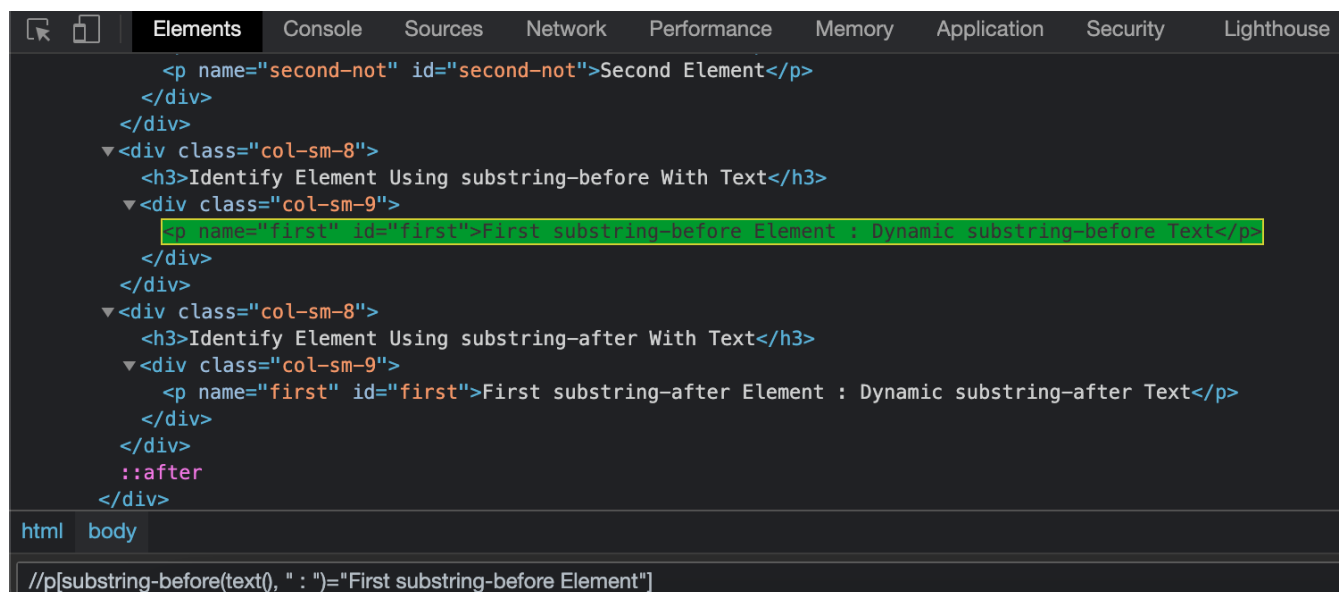 Elements Console Sources Network Performance Memory Application Security Lighthouse
<p name="second-not" id="second-not">Second Element</p>
</div>
</div>
▼<div class="col-sm-8">
<h3>Identify Element Using substring-before With Text</h3>
▼<div class="col-sm-9">
<p name="first" id="first">First substring-before Element : Dynamic substring-before Text</p>
</div>
</div>
▼<div class="col-sm-8">
<h3>Identify Element Using substring-after With Text</h3>
▼<div class="col-sm-9">
<p name="first" id="first">First substring-after Element : Dynamic substring-after Text</p>
</div>
</div>
::after
</div>
html body
//p[substring-before(text(), " : ")="First substring-before Element"]